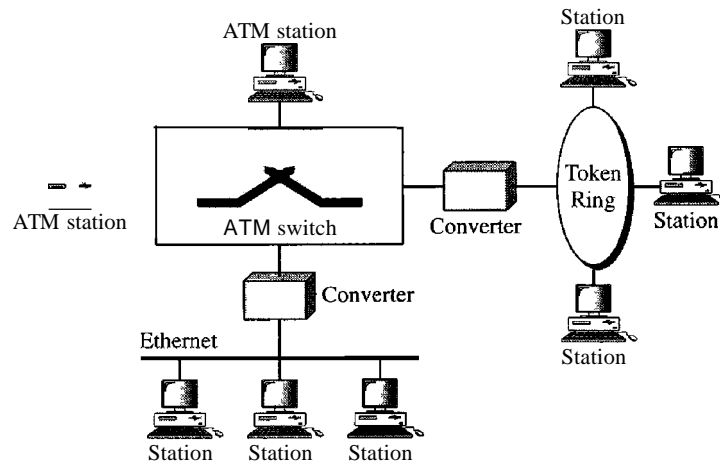 ATM station
Station
ATM station
ATM switch
Converter
Token
Ring
Station
Converter
Station
Ethernet
Station
Station
Station